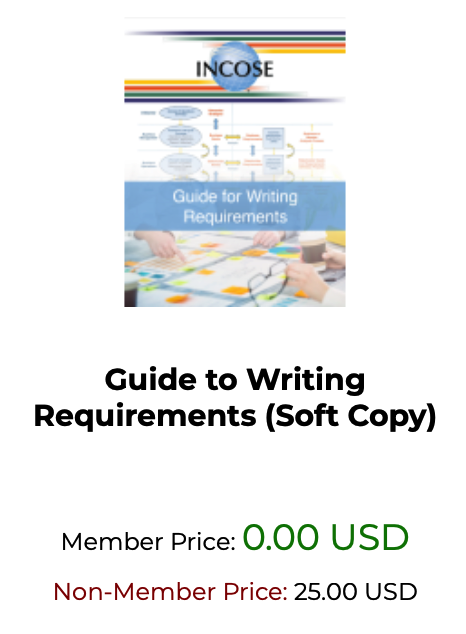 INCOSE
Guide for Writing
Requirements
Guide to Writing
Requirements (Soft Copy)
Member Price: 0.00 USD
Non-Member Price: 25.00 USD